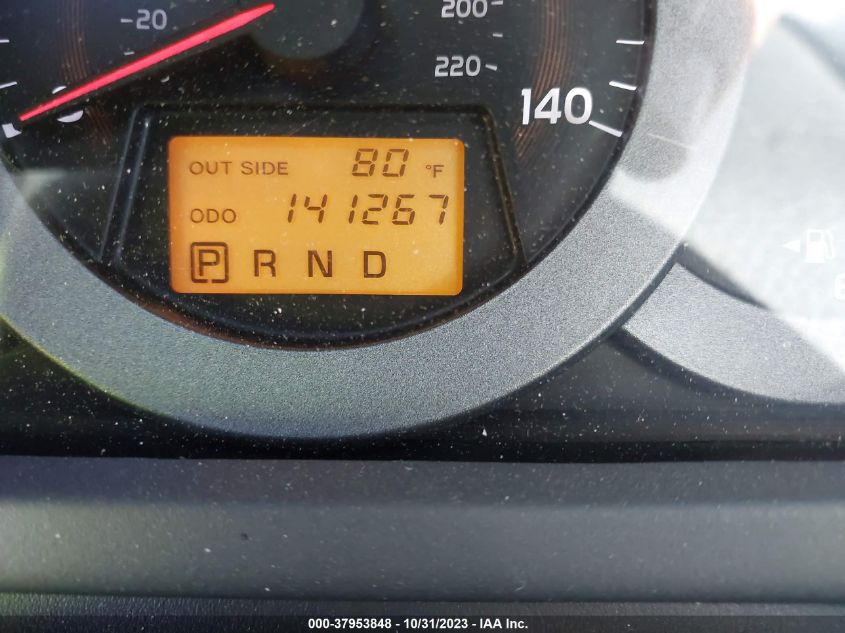 20
200
220
140
OUT SIDE 80 °F
ODO 141267
P R N D
000-37953848 - 10/31/2023 - IAA Inc.